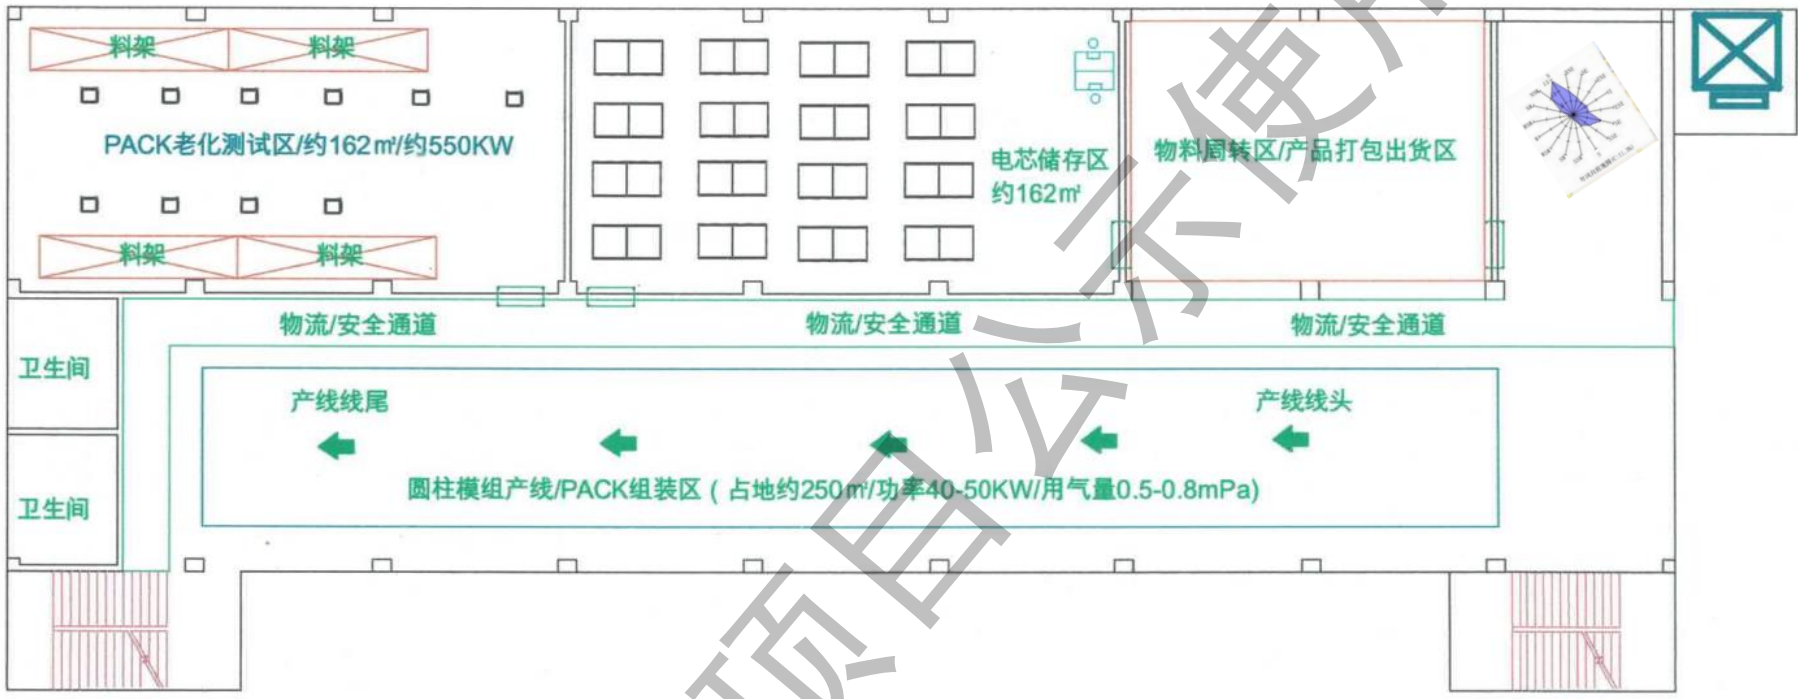 料架
料架
PACK老化测试区/约162㎡/约550KW
料架
料架
电芯储存区
约162㎡
物料周转区/产品打包出货区
物流/安全通道
物流/安全通道
物流/安全通道
卫生间
卫生间
产线线尾
产线线头
圆柱模组产线/PACK组装区（占地约250㎡/功率40-50KW/用气量0.5-0.8mPa)
项目公示使用